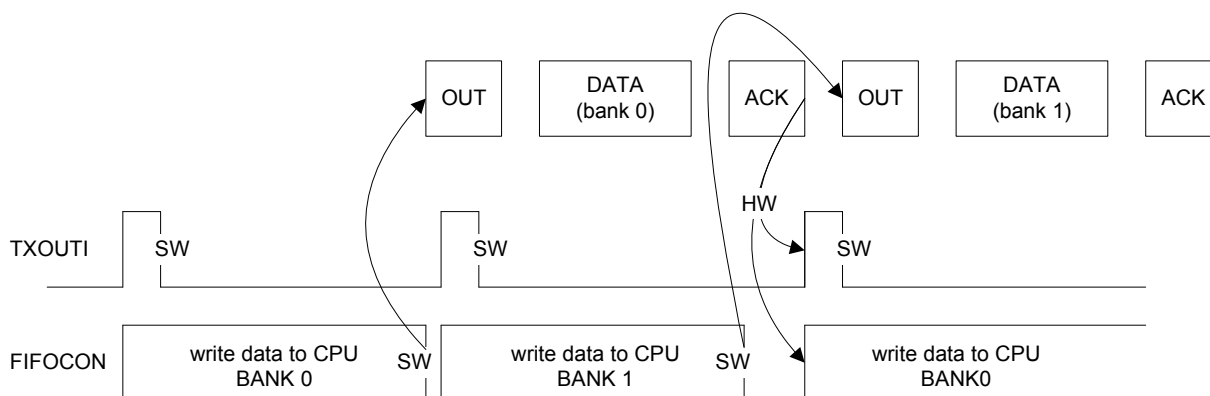 OUT DATA ACK OUT DATA ACK
(bank 0) (bank 1)
HW
TXOUTI SW SW SW
FIFOCON write data to CPU SW write data to CPU SW write data to CPU
BANK 0 BANK 1 BANK0